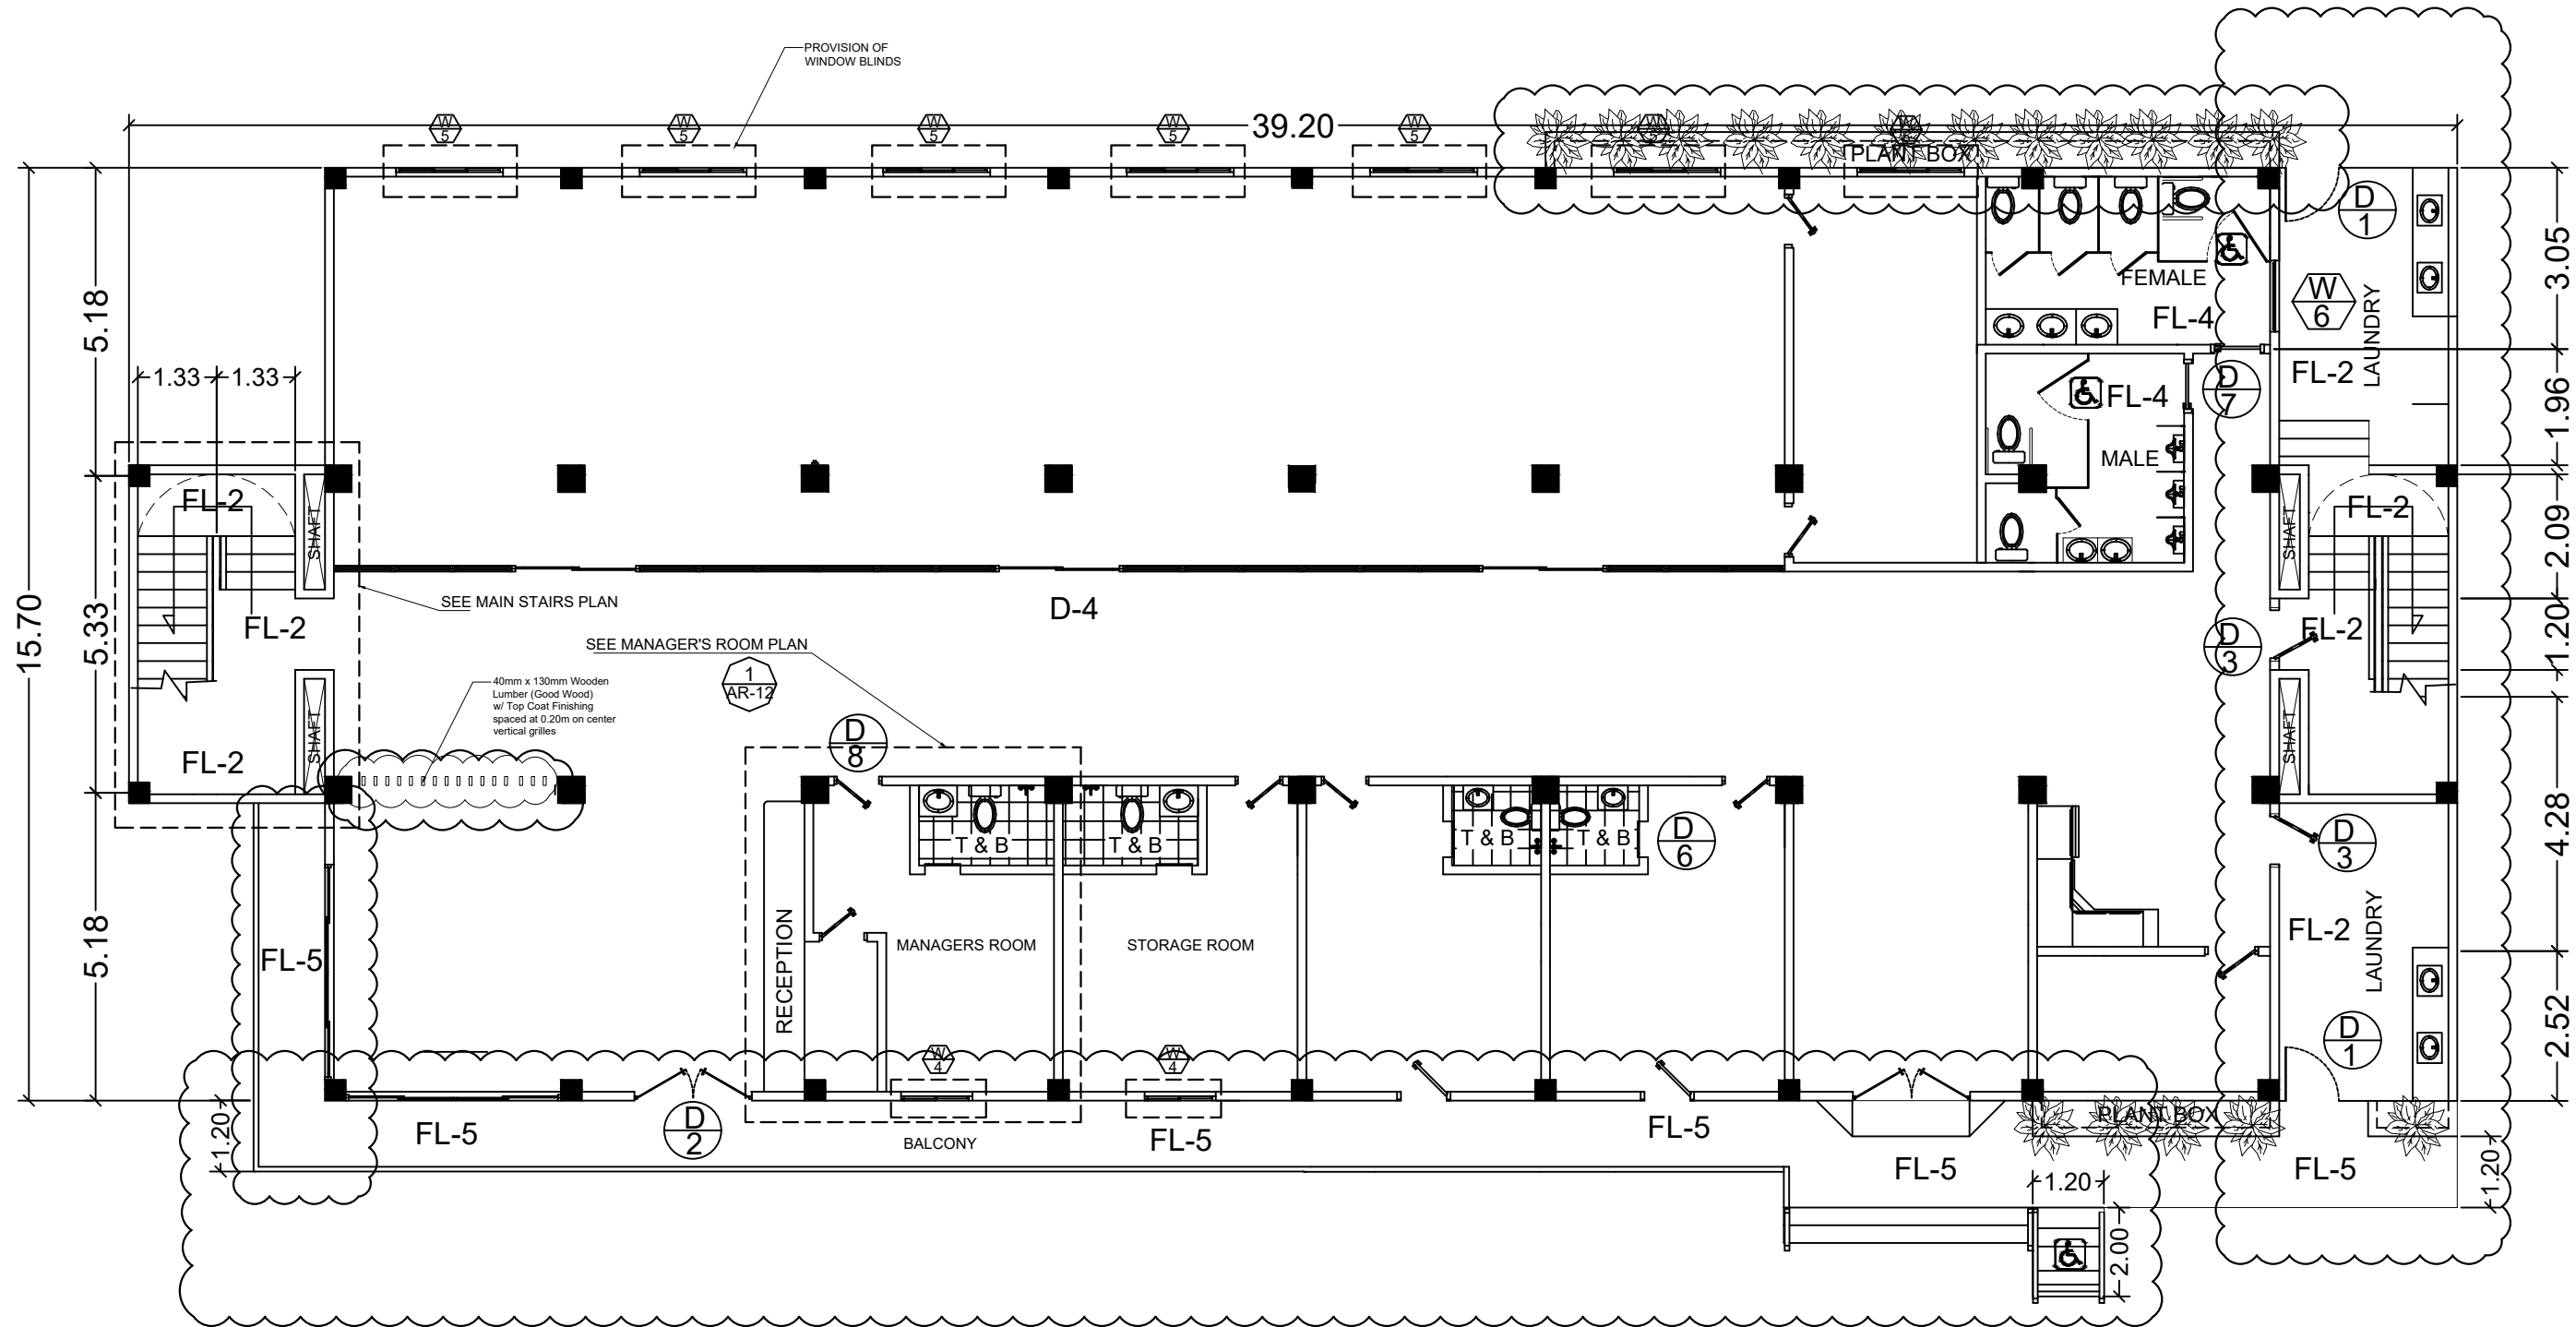 PROVISION OF
WINDOW BLINDS
39.20
W
5
W
5
W
5
W
5
W
5
W
5
PLANT BOX
D
1
3.05
5.18
FEMALE
FL-4
W
6
LAUNDRY
FL-2
1.33
1.33
FL-4
D
7
1.96
MALE
FL-2
SHAFT
FL-2
SHAFT
2.09
SEE MAIN STAIRS PLAN
D-4
15.70
5.33
FL-2
SEE MANAGER'S ROOM PLAN
1
AR-12
D
3
FL-2
1.20
40mm x 130mm Wooden
Lumber (Good Wood)
w/ Top Coat Finishing
spaced at 0.20m on center
vertical grilles
SHAFT
FL-2
D
8
SHAFT
T & B
T & B
T & B
T & B
D
6
D
3
4.28
5.18
FL-5
RECEPTION
MANAGERS ROOM
STORAGE ROOM
FL-2
LAUNDRY
W
4
W
4
D
1
2.52
1.20
FL-5
D
2
BALCONY
FL-5
FL-5
PLANT BOX
FL-5
FL-5
1.20
1.20
2.00